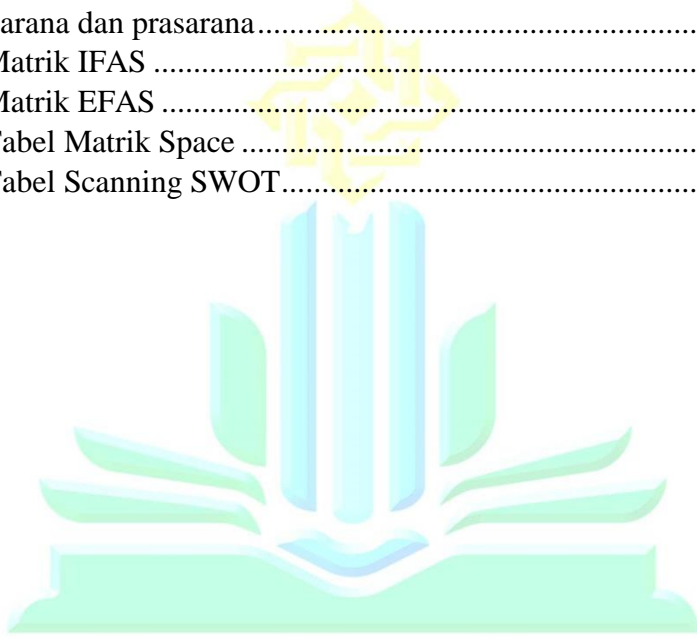 arana dan prasarana................................................................
Matrik IFAS ................................................................
Matrik EFAS ................................................................
Tabel Matrik Space ................................................................
Tabel Scanning SWOT................................................................